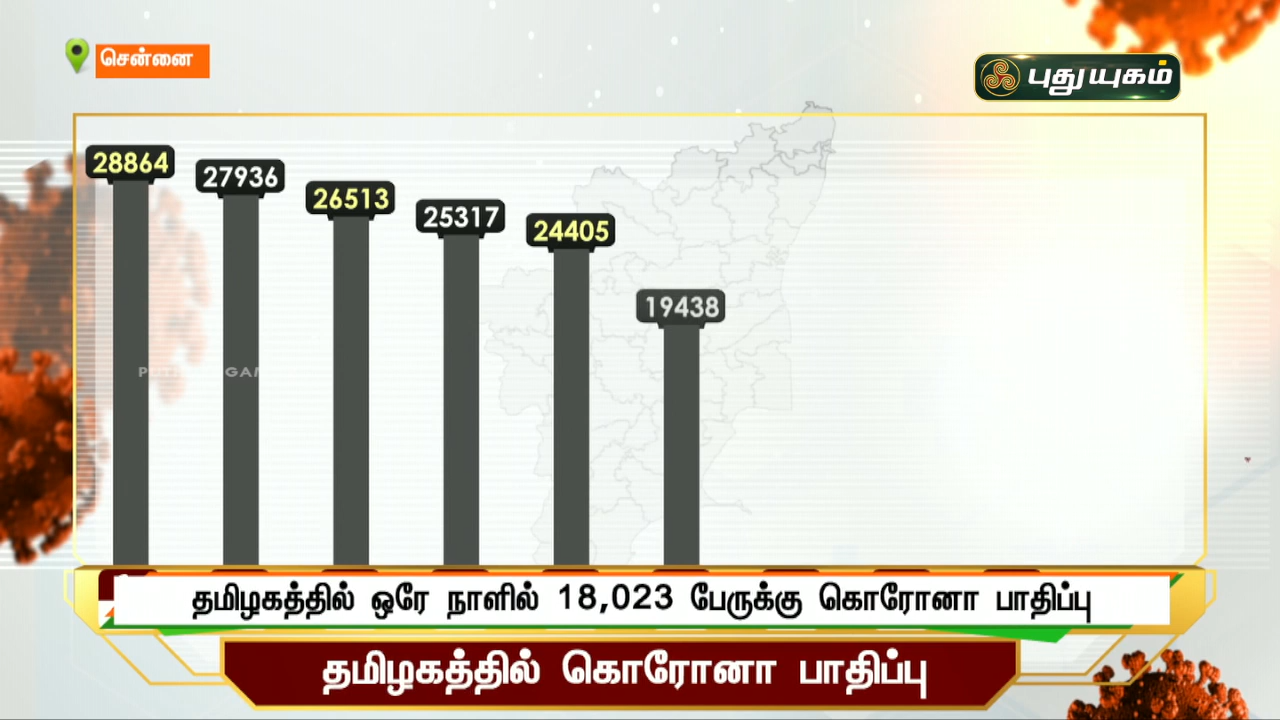 சென்னை
புதுயுகம்
28864
27936
26513
25317
24405
19438
தமிழகத்தில் ஒரே நாளில் 18,023 பேருக்கு கொரோனா பாதிப்பு
தமிழகத்தில் கொரோனா பாதிப்பு